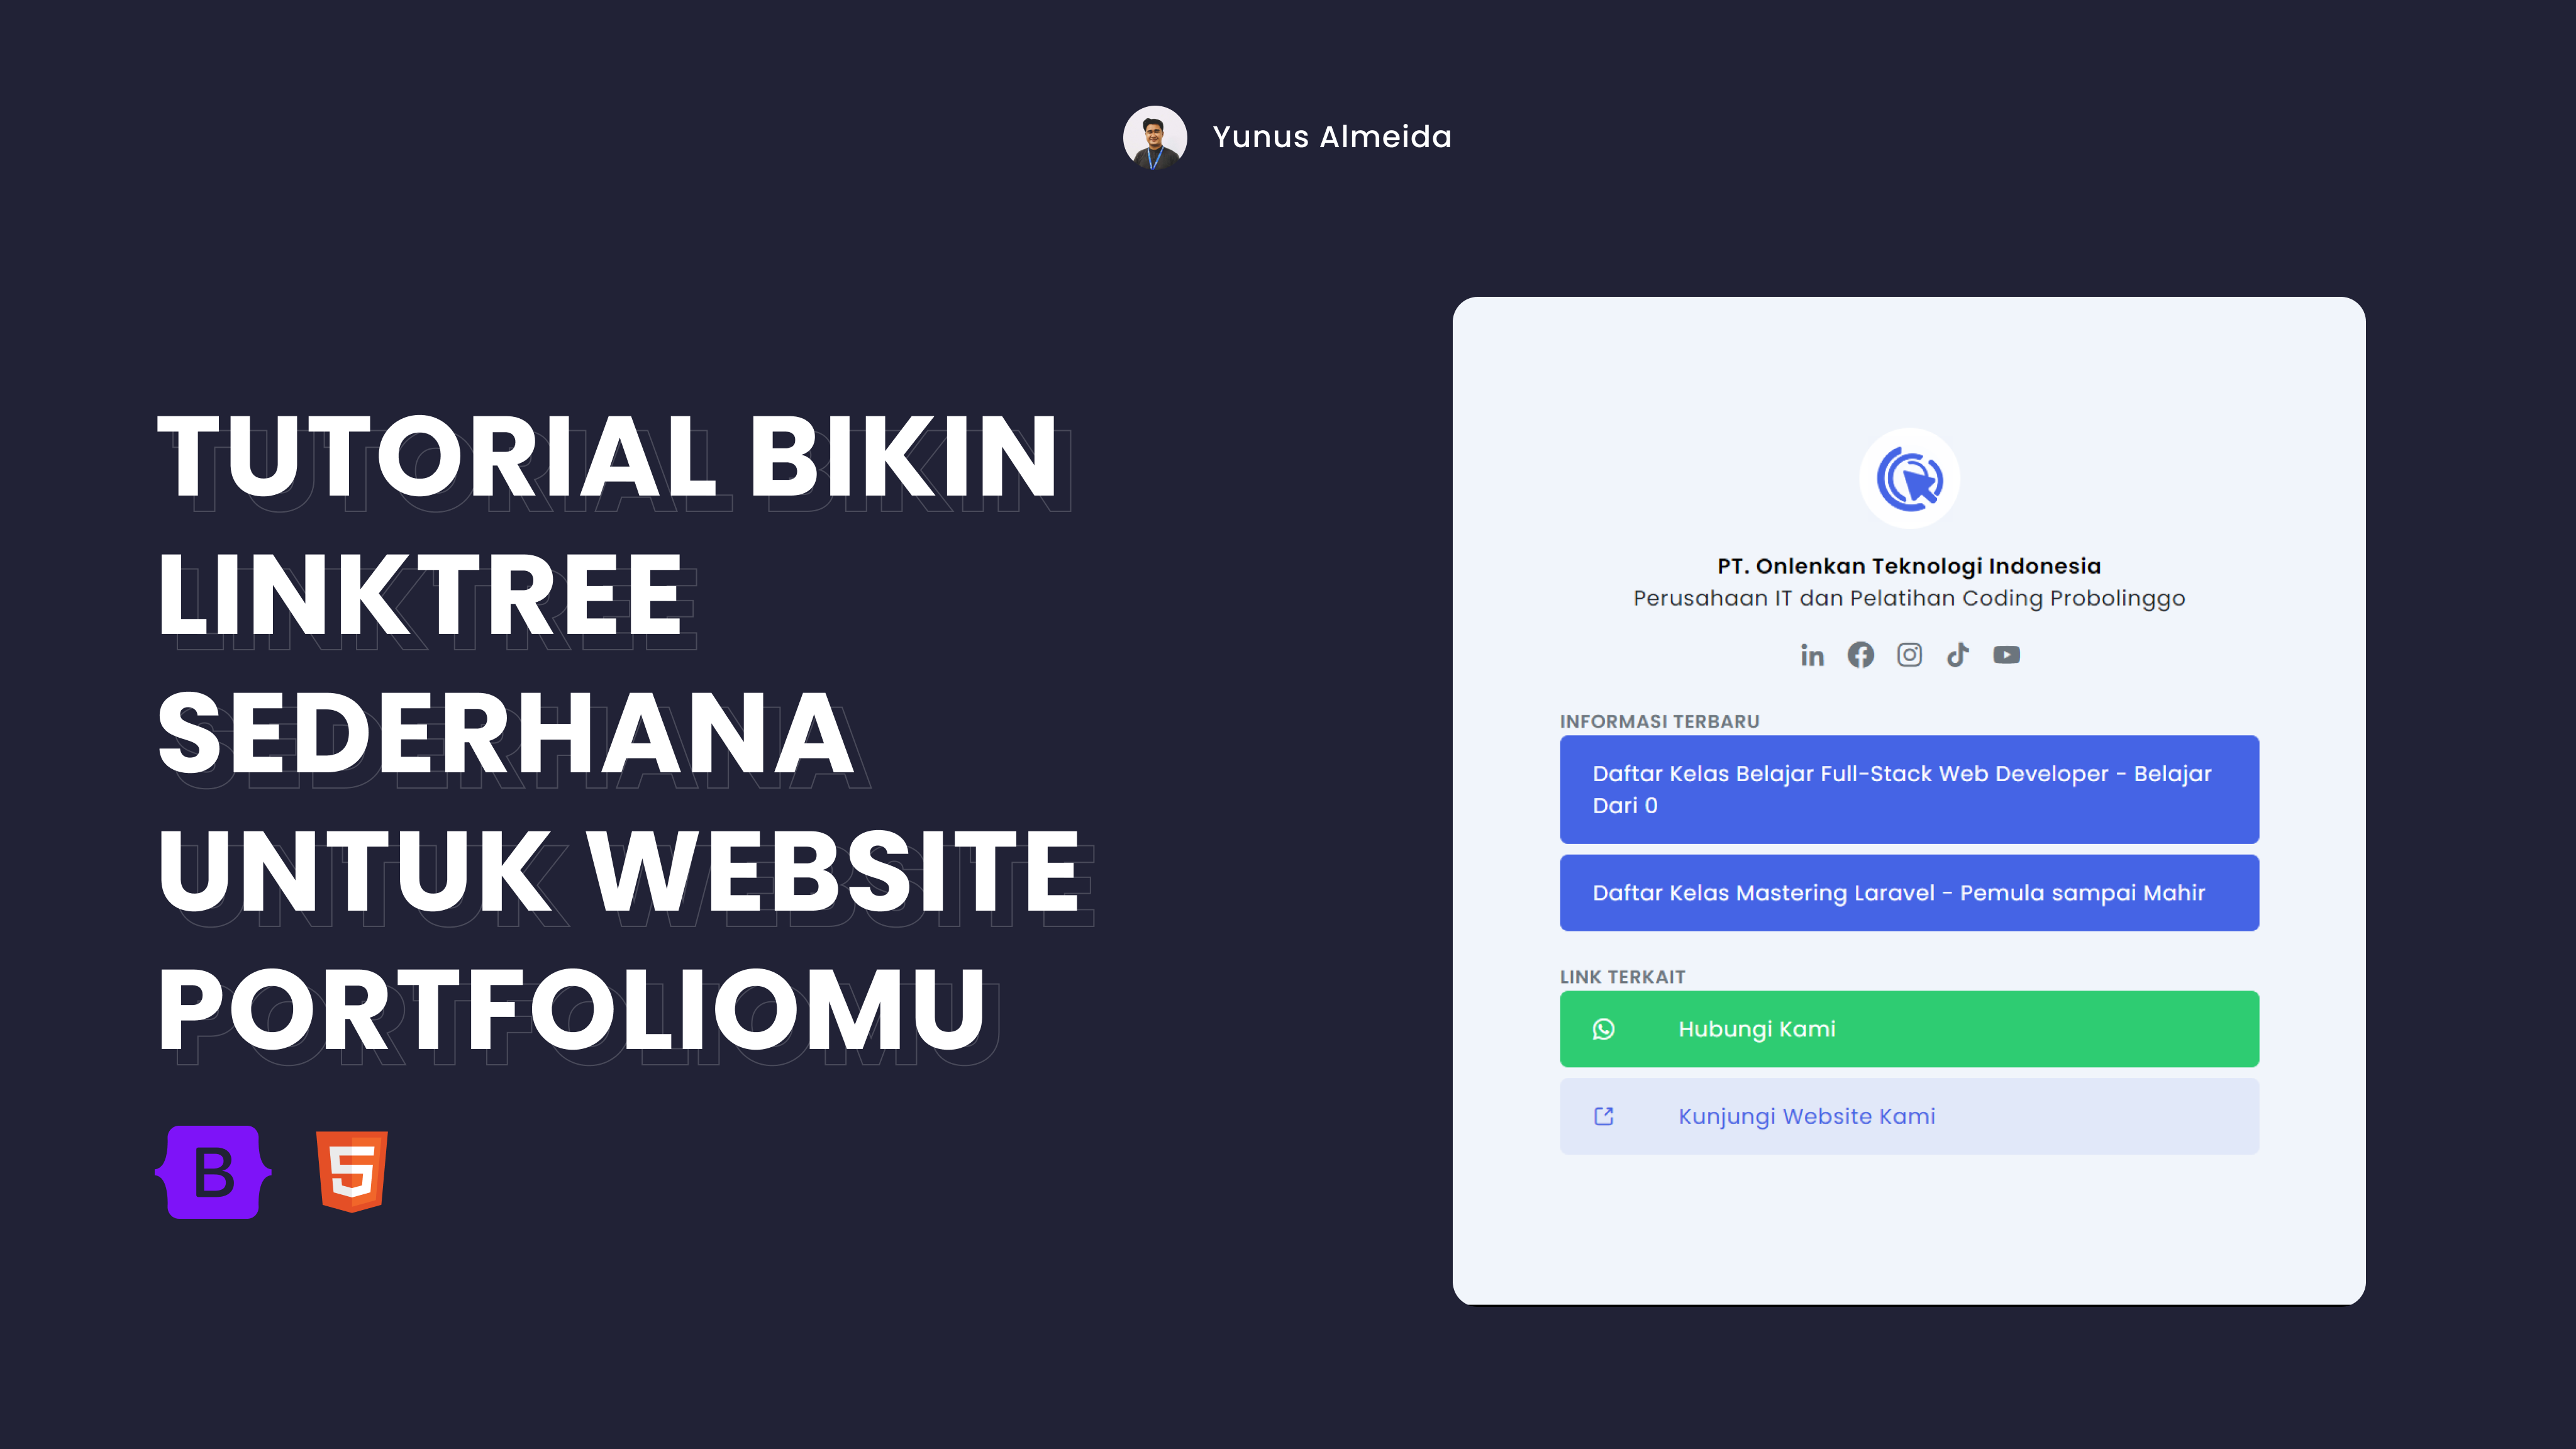 Yunus Almeida
TUTORIAL BIKIN
LINKTREE
SEDERHANA
UNTUK WEBSITE
PORTFOLIOMU
B
5
PT. Onlenkan Teknologi Indonesia
Perusahaan IT dan Pelatihan Coding Probolinggo
in
INFORMASI TERBARU
Daftar Kelas Belajar Full-Stack Web Developer - Belajar
Dari 0
Daftar Kelas Mastering Laravel - Pemula sampai Mahir
LINK TERKAIT
Hubungi Kami
Kunjungi Website Kami